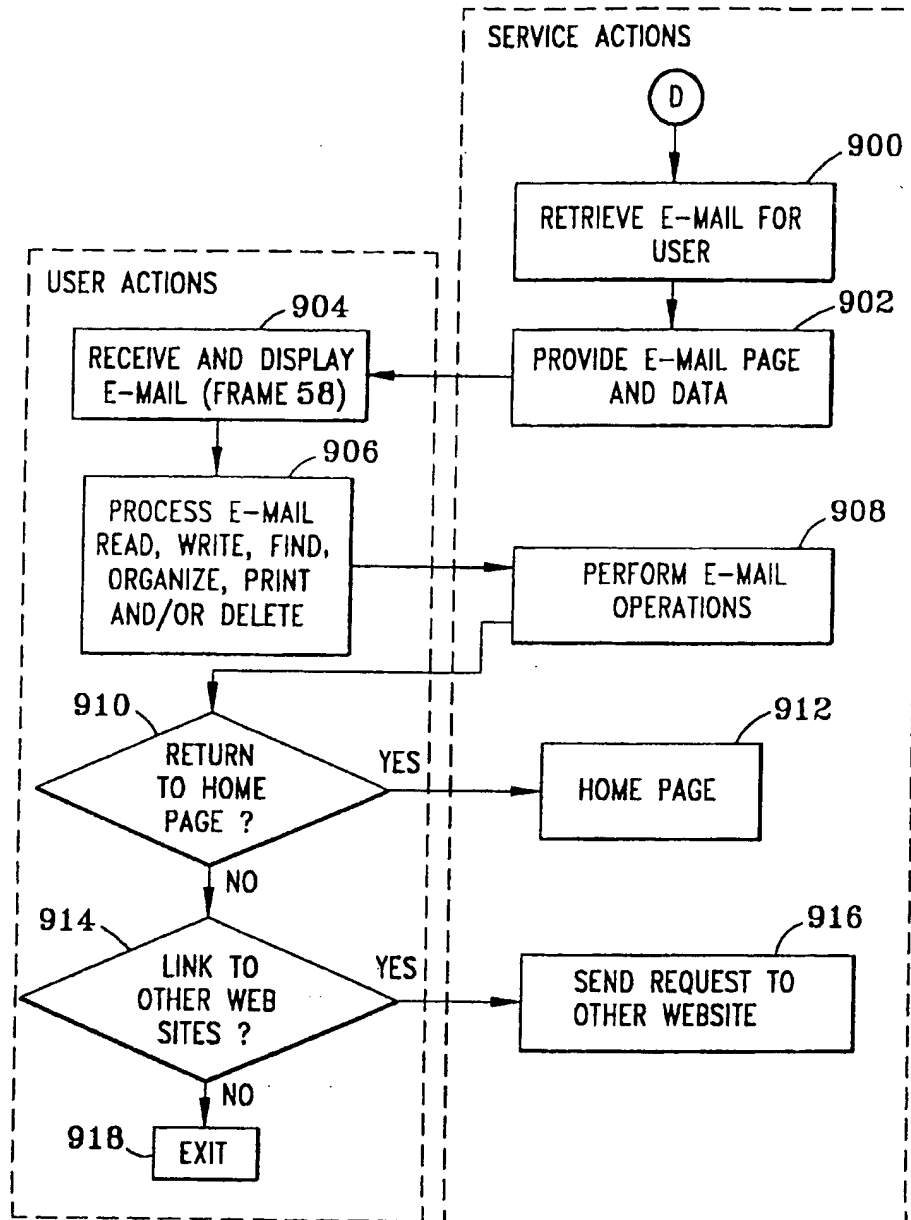 SERVICE ACTIONS
D
900
RETRIEVE E-MAIL FOR
USER
USER ACTIONS
904
902
RECEIVE AND DISPLAY
E-MAIL (FRAME 58)
PROVIDE E-MAIL PAGE
AND DATA
906
PROCESS E-MAIL
READ, WRITE, FIND,
ORGANIZE, PRINT
AND/OR DELETE
908
PERFORM E-MAIL
OPERATIONS
910
RETURN
TO HOME
PAGE ?
YES
912
HOME PAGE
NO
914
LINK TO
OTHER WEB
SITES ?
YES
916
SEND REQUEST TO
OTHER WEBSITE
NO
918
EXIT